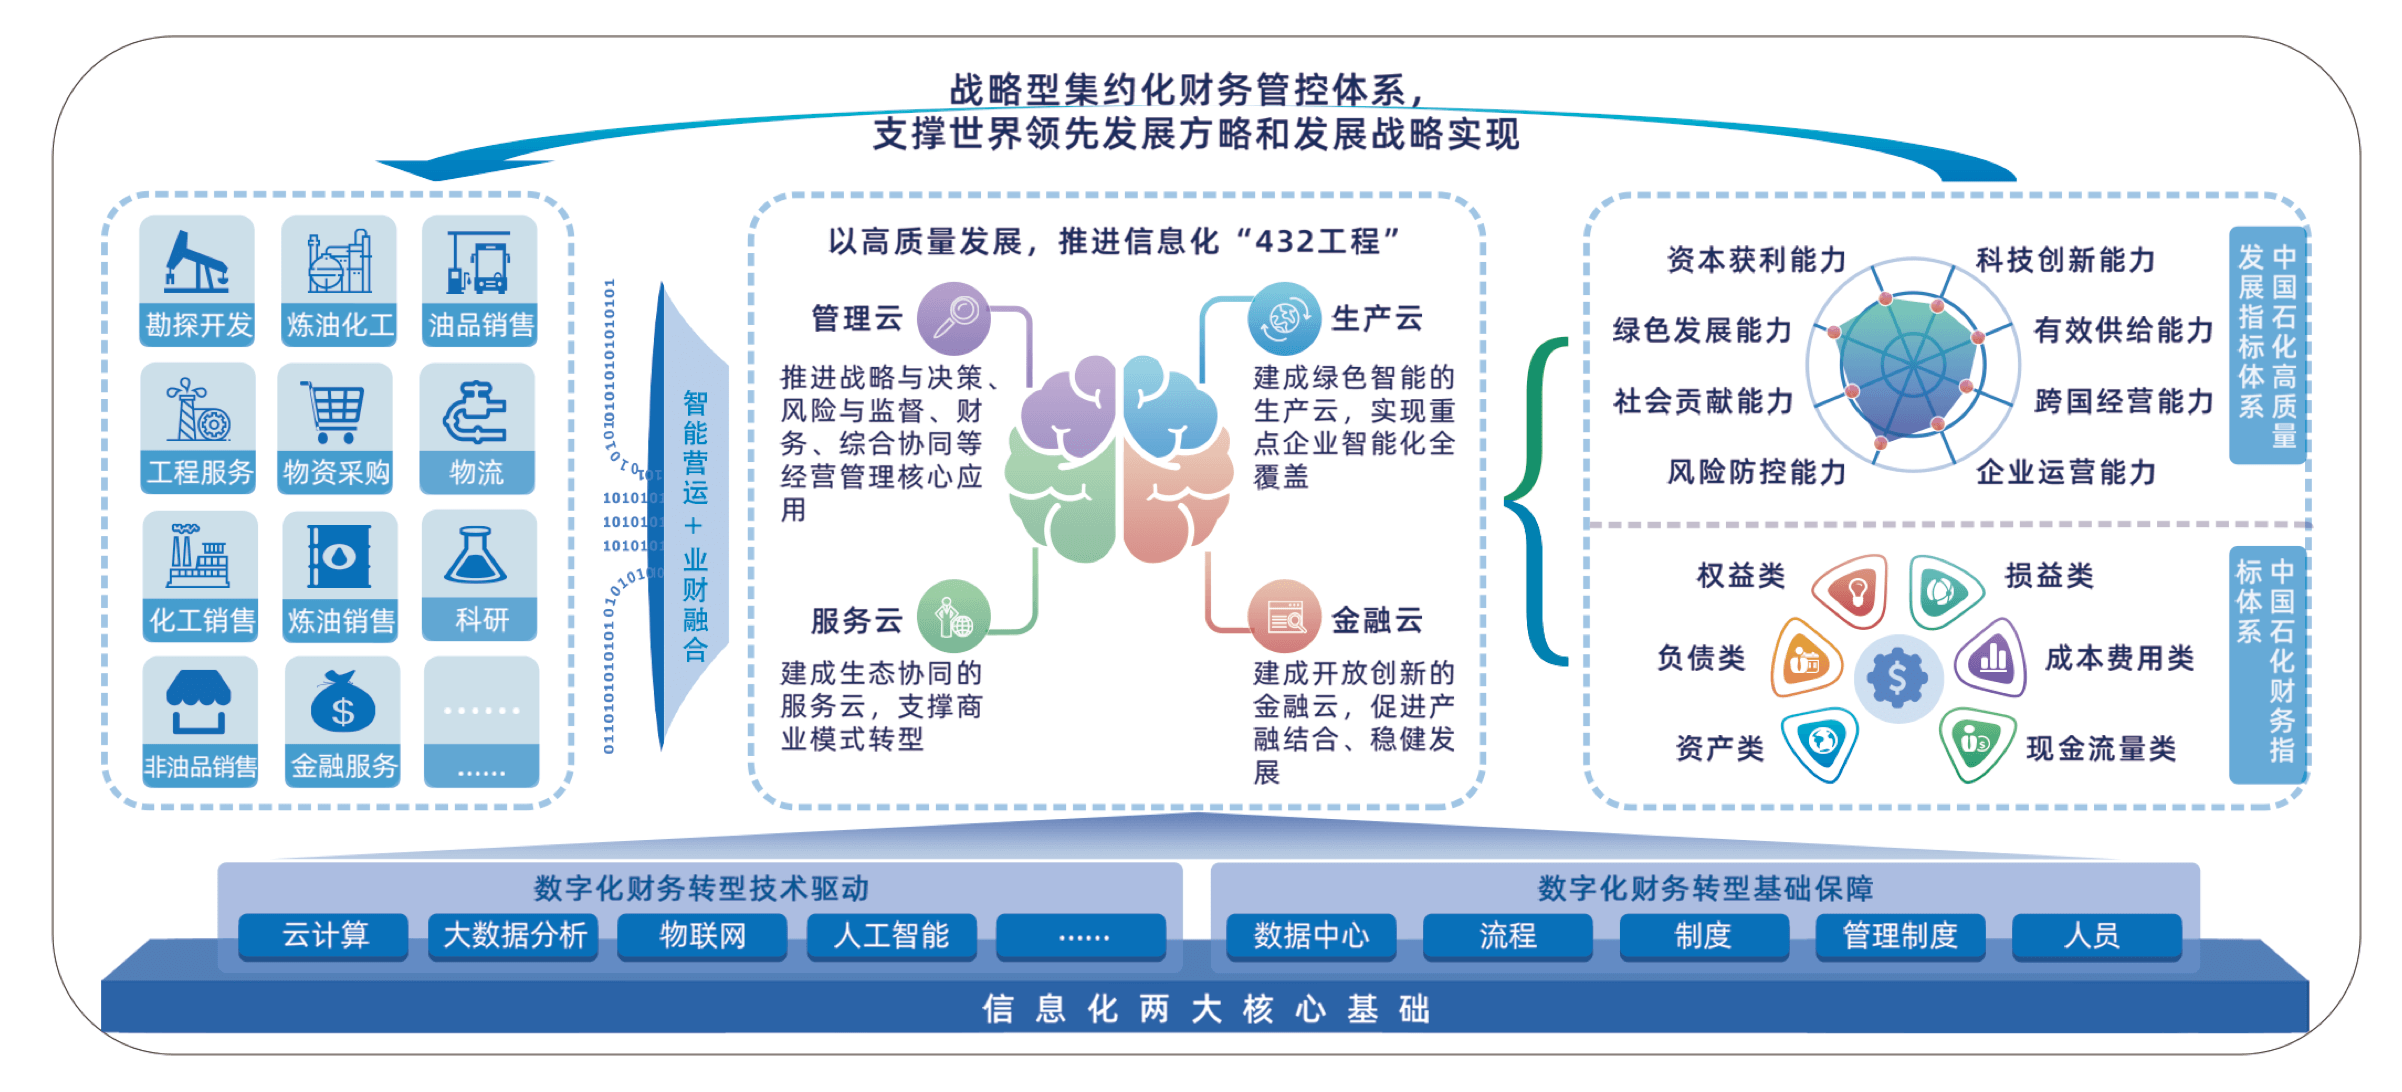 战略型集约化财务管控体系，
支撑世界领先发展方略和发展战略实现
勘探开发
炼油化工
油品销售
工程服务
物资采购
物流
化工销售
炼油销售
科研
非油品销售
金融服务
······
······
智能营运+业财融合
以高质量发展，推进信息化“432工程”
管理云
推进战略与决策、
风险与监督、财
务、综合协同等
经营管理核心应
用
生产云
建成绿色智能的
生产云，实现重
点企业智能化全
覆盖
服务云
建成生态协同的
服务云，支撑商
业模式转型
金融云
建成开放创新的
金融云，促进产
融结合、稳健发
展
资本获利能力
科技创新能力
绿色发展能力
有效供给能力
社会贡献能力
跨国经营能力
风险防控能力
企业运营能力
中国石化高质量
发展指标体系
权益类
损益类
负债类
成本费用类
资产类
现金流量类
中国石化财务指
标体系
数字化财务转型技术驱动
云计算
大数据分析
物联网
人工智能
······
数字化财务转型基础保障
数据中心
流程
制度
管理制度
人员
信息化两大核心基础